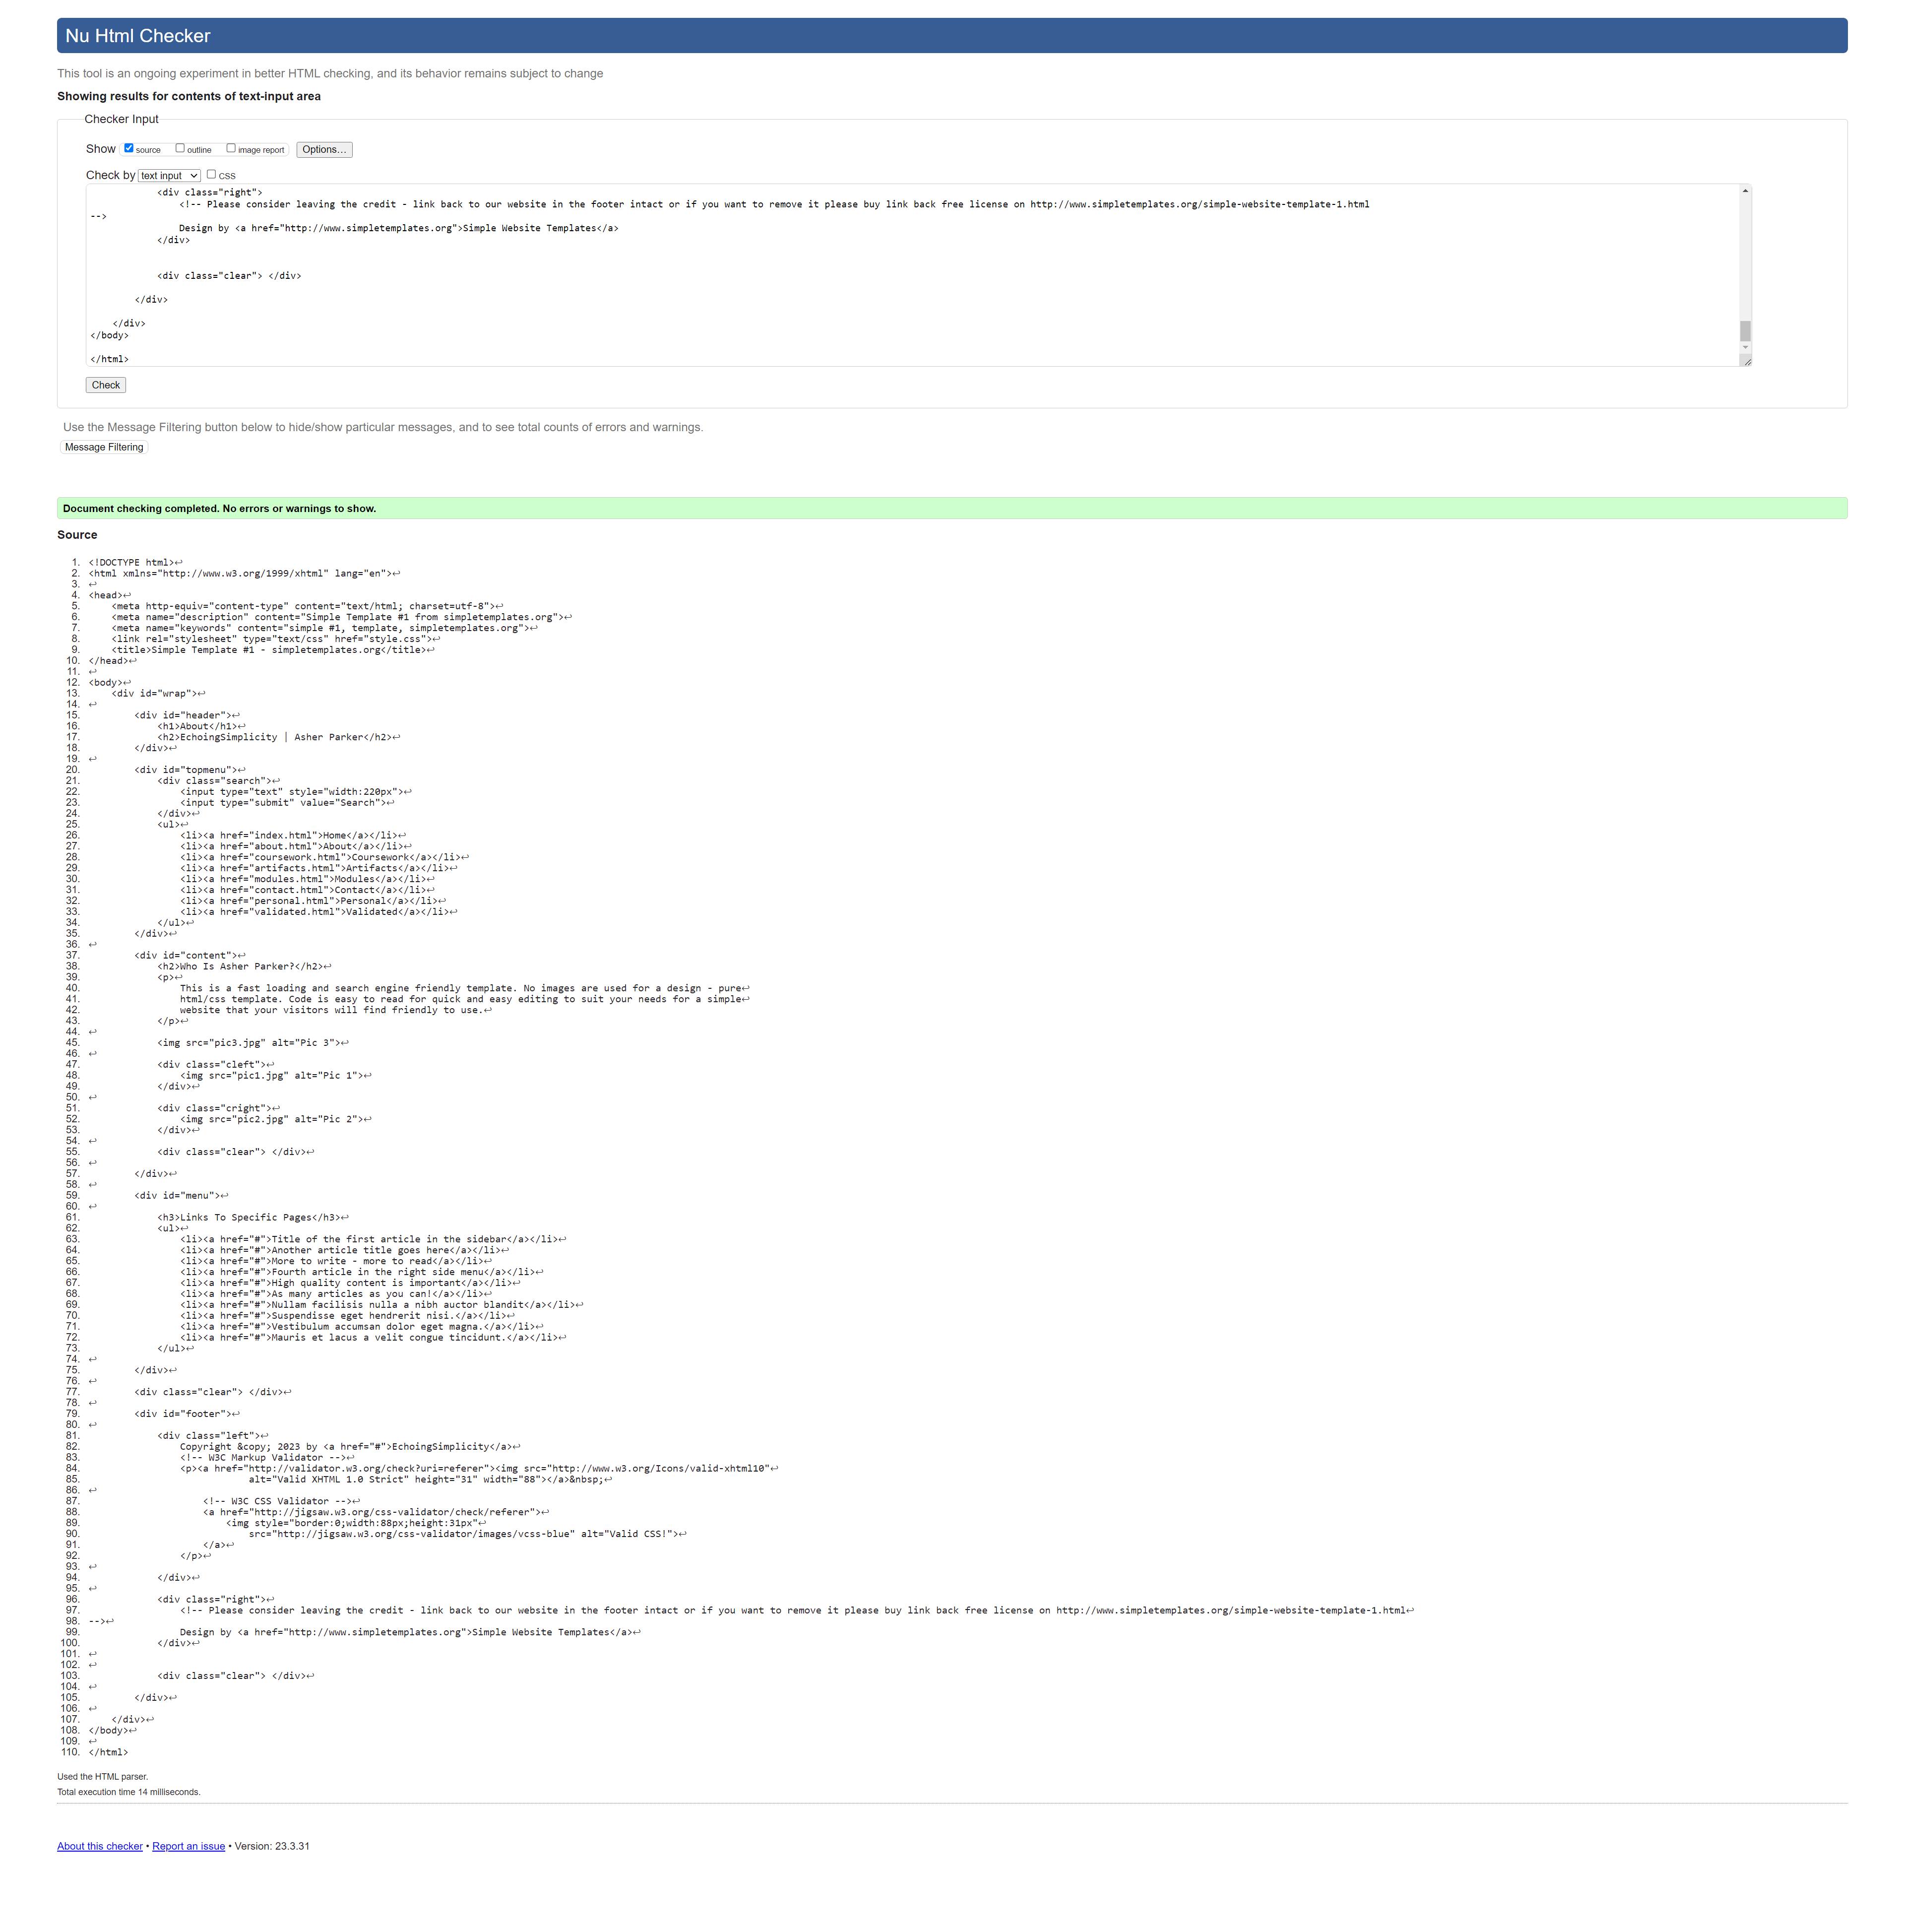 Nu Html Checker
This tool is an ongoing experiment in better HTML checking, and its behavior remains subject to change
Showing results for contents of text-input area
Checker Input
Show source outline image report Options...
Check by text input css
<div class="right">
<!-- Please consider leaving the credit - link back to our website in the footer intact or if you want to remove it please buy link back free license on http://www.simpletemplates.org/simple-website-template-1.html
-->
Design by <a href="http://www.simpletemplates.org">Simple Website Templates</a>
</div>
<div class="clear"> </div>
</div>
</div>
</body>
</html>
Check
Use the Message Filtering button below to hide/show particular messages, and to see total counts of errors and warnings.
Message Filtering
Document checking completed. No errors or warnings to show.
Source
1. <!DOCTYPE html>↩
2. <html xmlns="http://www.w3.org/1999/xhtml" lang="en">↩
3. ↩
4. <head>↩
5. <meta http-equiv="content-type" content="text/html; charset=utf-8">↩
6. <meta name="description" content="Simple Template #1 from simpletemplates.org">↩
7. <meta name="keywords" content="simple #1, template, simpletemplates.org">↩
8. <link rel="stylesheet" type="text/css" href="style.css">↩
9. <title>Simple Template #1 - simpletemplates.org</title>↩
10. </head>↩
11. ↩
12. <body>↩
13. <div id="wrap">↩
14. ↩
15. <div id="header">↩
16. <h1>About</h1>↩
17. <h2>EchoingSimplicity | Asher Parker</h2>↩
18. </div>↩
19. ↩
20. <div id="topmenu">↩
21. <div class="search">↩
22. <input type="text" style="width:220px">↩
23. <input type="submit" value="Search">↩
24. </div>↩
25. <ul>↩
26. <li><a href="index.html">Home</a></li>↩
27. <li><a href="about.html">About</a></li>↩
28. <li><a href="coursework.html">Coursework</a></li>↩
29. <li><a href="artifacts.html">Artifacts</a></li>↩
30. <li><a href="modules.html">Modules</a></li>↩
31. <li><a href="contact.html">Contact</a></li>↩
32. <li><a href="personal.html">Personal</a></li>↩
33. <li><a href="validated.html">Validated</a></li>↩
34. </ul>↩
35. </div>↩
36. ↩
37. <div id="content">↩
38. <h2>Who Is Asher Parker?</h2>↩
39. <p>↩
40. This is a fast loading and search engine friendly template. No images are used for a design - pure↩
41. html/css template. Code is easy to read for quick and easy editing to suit your needs for a simple↩
42. website that your visitors will find friendly to use.↩
43. </p>↩
44. ↩
45. <img src="pic3.jpg" alt="Pic 3">↩
46. ↩
47. <div class="cleft">↩
48. <img src="pic1.jpg" alt="Pic 1">↩
49. </div>↩
50. ↩
51. <div class="cright">↩
52. <img src="pic2.jpg" alt="Pic 2">↩
53. </div>↩
54. ↩
55. <div class="clear"> </div>↩
56. ↩
57. </div>↩
58. ↩
59. <div id="menu">↩
60. ↩
61. <h3>Links To Specific Pages</h3>↩
62. <ul>↩
63. <li><a href="#">Title of the first article in the sidebar</a></li>↩
64. <li><a href="#">Another article title goes here</a></li>↩
65. <li><a href="#">More to write - more to read</a></li>↩
66. <li><a href="#">Fourth article in the right side menu</a></li>↩
67. <li><a href="#">High quality content is important</a></li>↩
68. <li><a href="#">As many articles as you can!</a></li>↩
69. <li><a href="#">Nullam facilisis nulla a nibh auctor blandit</a></li>↩
70. <li><a href="#">Suspendisse eget hendrerit nisi.</a></li>↩
71. <li><a href="#">Vestibulum accumsan dolor eget magna.</a></li>↩
72. <li><a href="#">Mauris et lacus a velit congue tincidunt.</a></li>↩
73. </ul>↩
74. ↩
75. </div>↩
76. ↩
77. <div class="clear"> </div>↩
78. ↩
79. <div id="footer">↩
80. ↩
81. <div class="left">↩
82. Copyright &copy; 2023 by <a href="#">EchoingSimplicity</a>↩
83. <!-- W3C Markup Validator -->↩
84. <p><a href="http://validator.w3.org/check?uri=referer"><img src="http://www.w3.org/Icons/valid-xhtml10"↩
85. alt="Valid XHTML 1.0 Strict" height="31" width="88"></a>&nbsp;↩
86. ↩
87. <!-- W3C CSS Validator -->↩
88. <a href="http://jigsaw.w3.org/css-validator/check/referer">↩
89. <img style="border:0;width:88px;height:31px"↩
90. src="http://jigsaw.w3.org/css-validator/images/vcss-blue" alt="Valid CSS!">↩
91. </a>↩
92. </p>↩
93. ↩
94. </div>↩
95. ↩
96. <div class="right">↩
97. <!-- Please consider leaving the credit - link back to our website in the footer intact or if you want to remove it please buy link back free license on http://www.simpletemplates.org/simple-website-template-1.html↩
98. -->↩
99. Design by <a href="http://www.simpletemplates.org">Simple Website Templates</a>↩
100. </div>↩
101. ↩
102. ↩
103. <div class="clear"> </div>↩
104. ↩
105. </div>↩
106. ↩
107. </div>↩
108. </body>↩
109. ↩
110. </html>
Used the HTML parser.
Total execution time 14 milliseconds.
About this checker • Report an issue • Version: 23.3.31